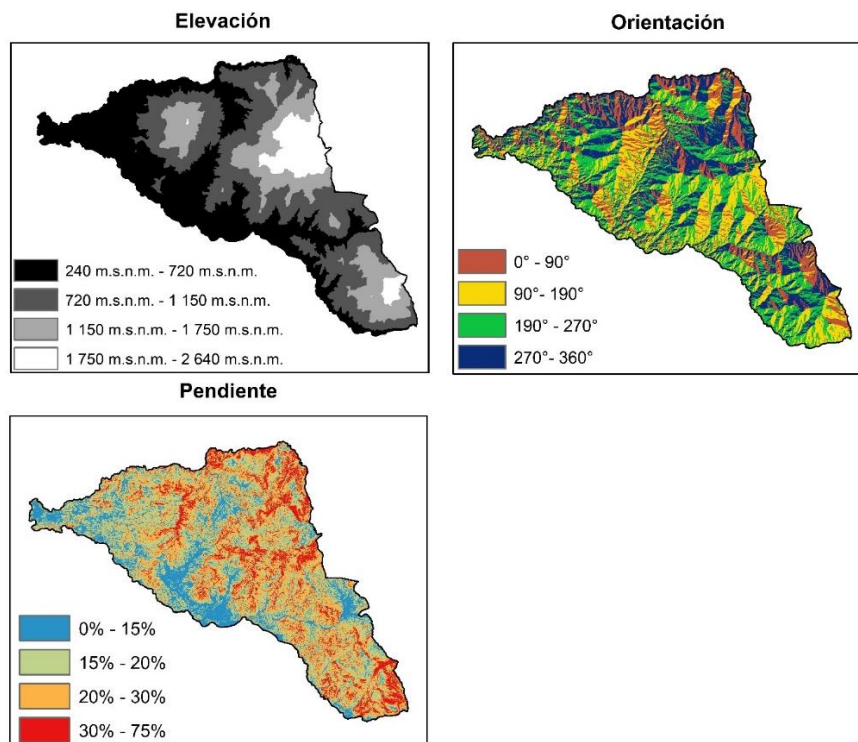 Elevación
240 m.s.n.m. - 720 m.s.n.m.
720 m.s.n.m. - 1 150 m.s.n.m.
1 150 m.s.n.m. - 1 750 m.s.n.m.
1 750 m.s.n.m. - 2 640 m.s.n.m.
Orientación
0° - 90°
90°- 190°
190° - 270°
270°- 360°
Pendiente
0% - 15%
15% - 20%
20% - 30%
30% - 75%